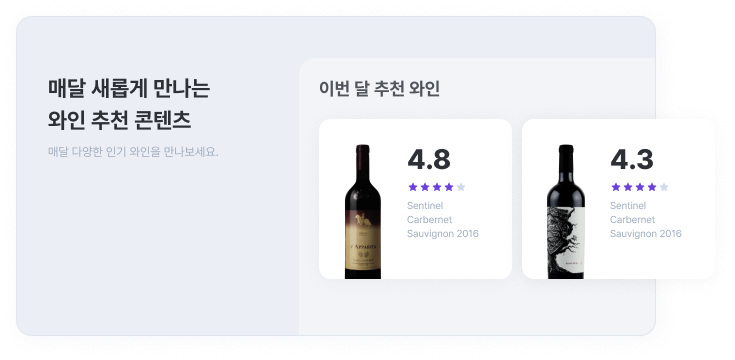 매달 새롭게 만나는
와인 추천 콘텐츠
매달 다양한 인기 와인을 만나보세요.
이번 달 추천 와인
4.8
Sentinel
Carbernet
Sauvignon 2016
4.3
Sentinel
Carbernet
Sauvignon 2016